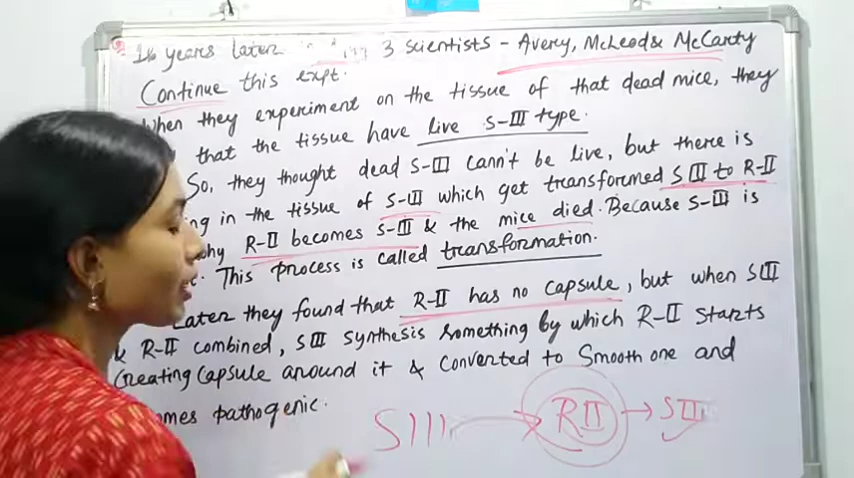 16 years later 3 scientists - Avery, McLeod & McCarty
Continue this expt.
When they experiment on the tissue of that dead mice, they
that the tissue have live S-III type.
So, they thought dead S-III cann't be live, but there is
ng in the tissue of S-III which get transformed S III to R-II
why R-II becomes S-III & the mice died. Because S-III is
This process is called transformation.
Later they found that R-II has no capsule, but when S III
& R-II combined, S III synthesis something by which R-II starts
Creating Capsule around it & converted to Smooth one and
omes pathogenic.
S III → R II → S III